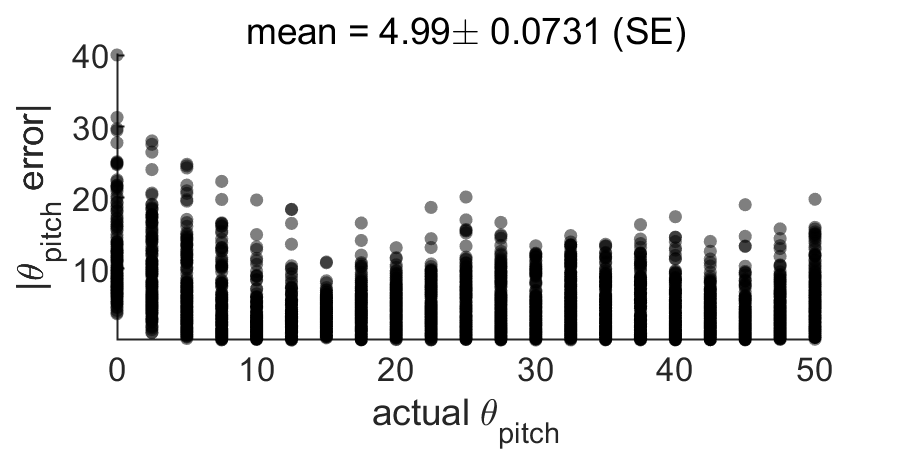 mean = 4.99± 0.0731 (SE)
|θpitch error|
40
30
20
10
0 10 20 30 40 50
actual θpitch